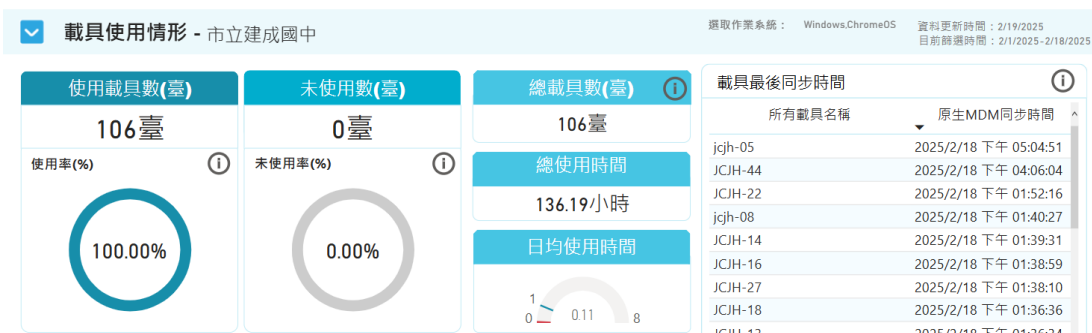 載具使用情形 - 市立建成國中
選取作業系統： Windows,ChromeOS
資料更新時間：2/19/2025
目前篩選時間：2/1/2025-2/18/2025
使用載具數(臺)
106臺
使用率(%)
100.00%
未使用數(臺)
0臺
未使用率(%)
0.00%
總載具數(臺)
106臺
總使用時間
136.19小時
日均使用時間
1
0 0.11 8
載具最後同步時間
所有載具名稱 原生MDM同步時間
jcjh-05 2025/2/18 下午 05:04:51
JCJH-44 2025/2/18 下午 04:06:04
JCJH-22 2025/2/18 下午 01:52:16
jcjh-08 2025/2/18 下午 01:40:27
JCJH-14 2025/2/18 下午 01:39:31
JCJH-16 2025/2/18 下午 01:38:59
JCJH-27 2025/2/18 下午 01:38:10
JCJH-18 2025/2/18 下午 01:36:36